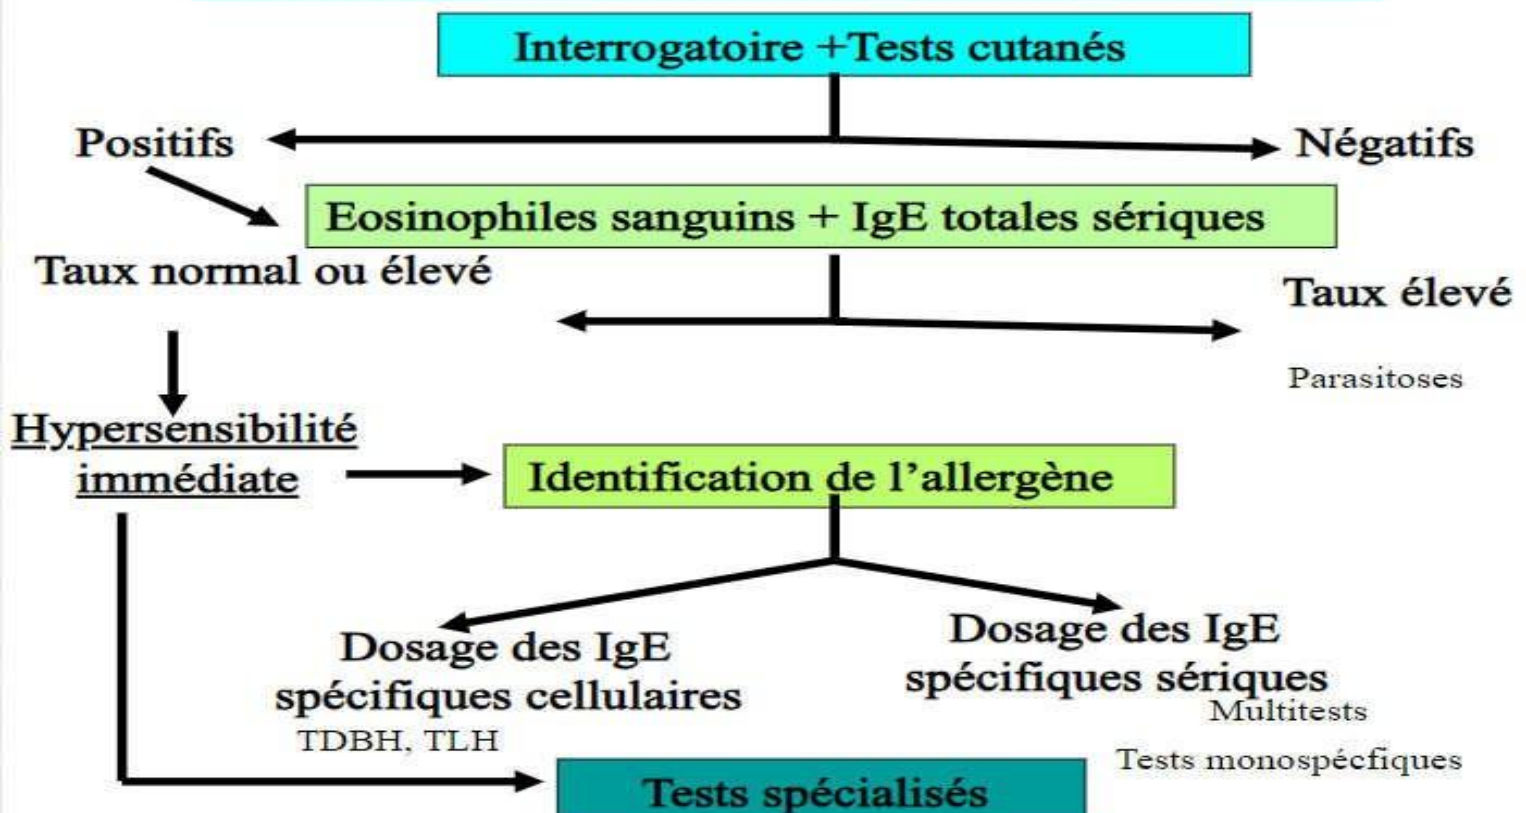 Interrogatoire +Tests cutanés
Positifs
Négatifs
Eosinophiles sanguins + IgE totales sériques
Taux normal ou élevé
Taux élevé
Parasitoses
Hypersensibilité
immédiate
Identification de l'allergène
Dosage des IgE
spécifiques cellulaires
TDBH, TLH
Dosage des IgE
spécifiques sériques
Multitests
Tests monospécfiques
Tests spécialisés